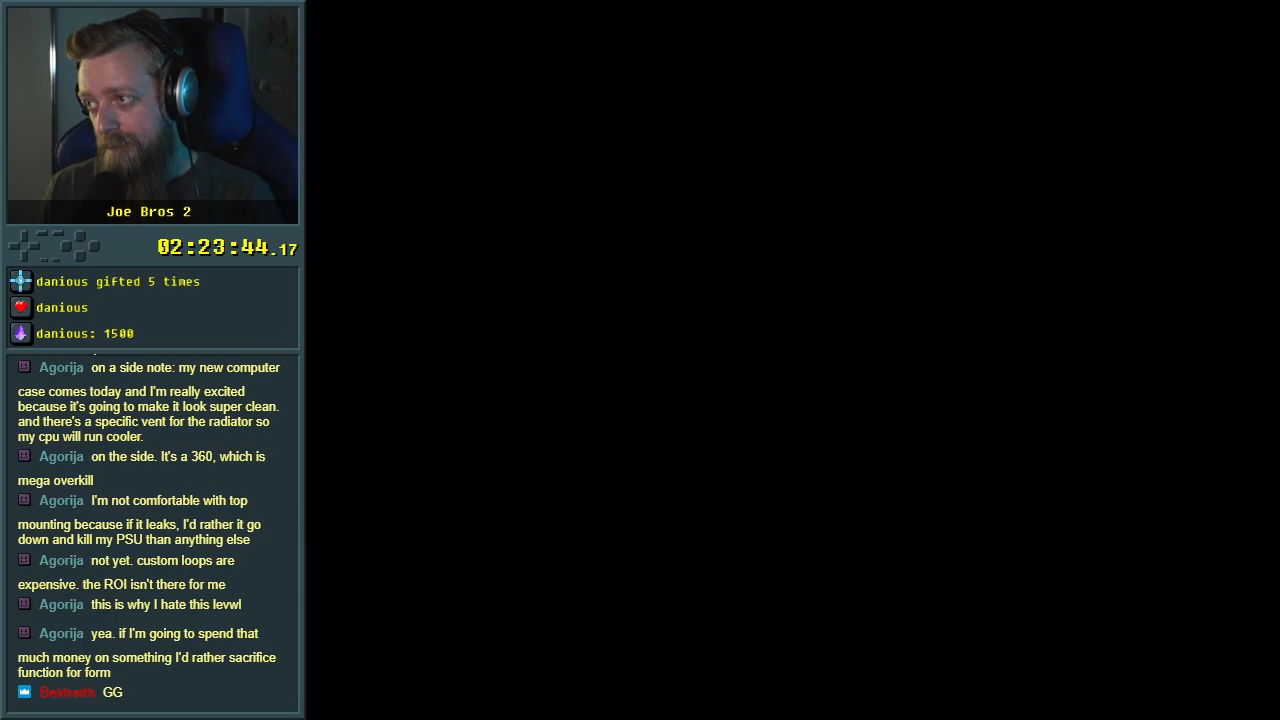 Joe Bros 2
02:23:44.17
danious gifted 5 times
danious
danious: 1500
Agorija on a side note: my new computer
case comes today and I'm really excited
because it's going to make it look super clean.
and there's a specific vent for the radiator so
my cpu will run cooler.
Agorija on the side. It's a 360, which is
mega overkill
Agorija I'm not comfortable with top
mounting because if it leaks, I'd rather it go
down and kill my PSU than anything else
Agorija not yet. custom loops are
expensive. the ROI isn't there for me
Agorija this is why I hate this levwl
Agorija yea. if I'm going to spend that
much money on something I'd rather sacrifice
function for form
Beldraith GG